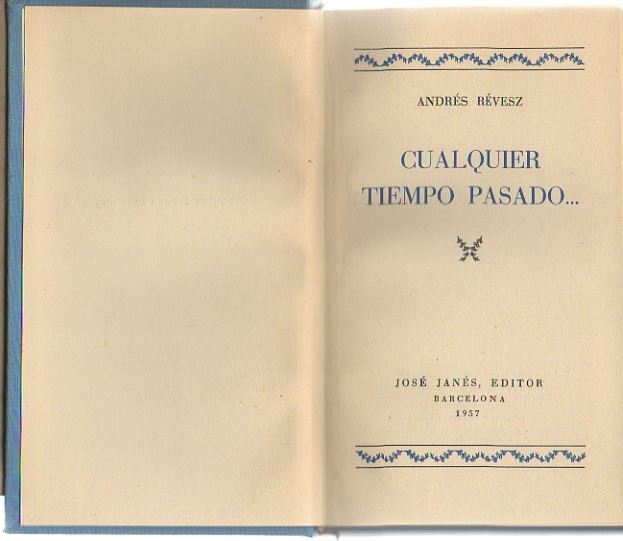 ANDRÉS RÉVESZ
CUALQUIER
TIEMPO PASADO...
JOSÉ JANÉS, EDITOR
BARCELONA
1957